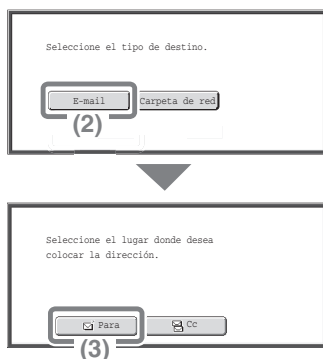 Seleccione el tipo de destino.
E-mail Carpeta de red
(2)
Seleccione el lugar donde desea
colocar la dirección.
Para Cc
(3)